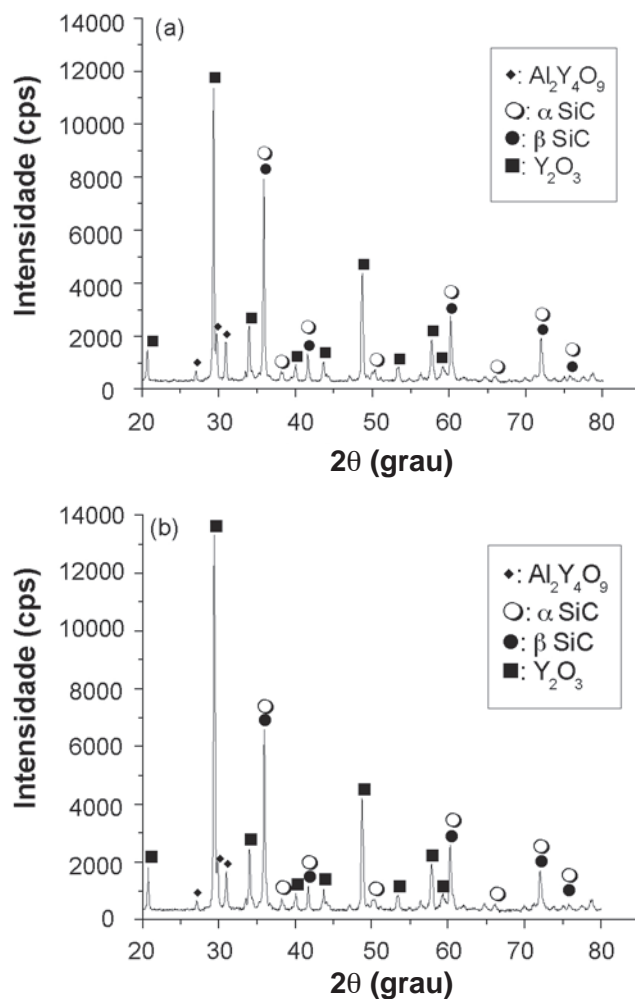 (a)
Intensidade (cps)
14000
12000
10000
8000
6000
4000
2000
0
20 30 40 50 60 70 80
2θ (grau)
◆: Al₂Y₄O₉
○: α SiC
●: β SiC
■: Y₂O₃
(b)
Intensidade (cps)
14000
12000
10000
8000
6000
4000
2000
0
20 30 40 50 60 70 80
2θ (grau)
◆: Al₂Y₄O₉
○: α SiC
●: β SiC
■: Y₂O₃